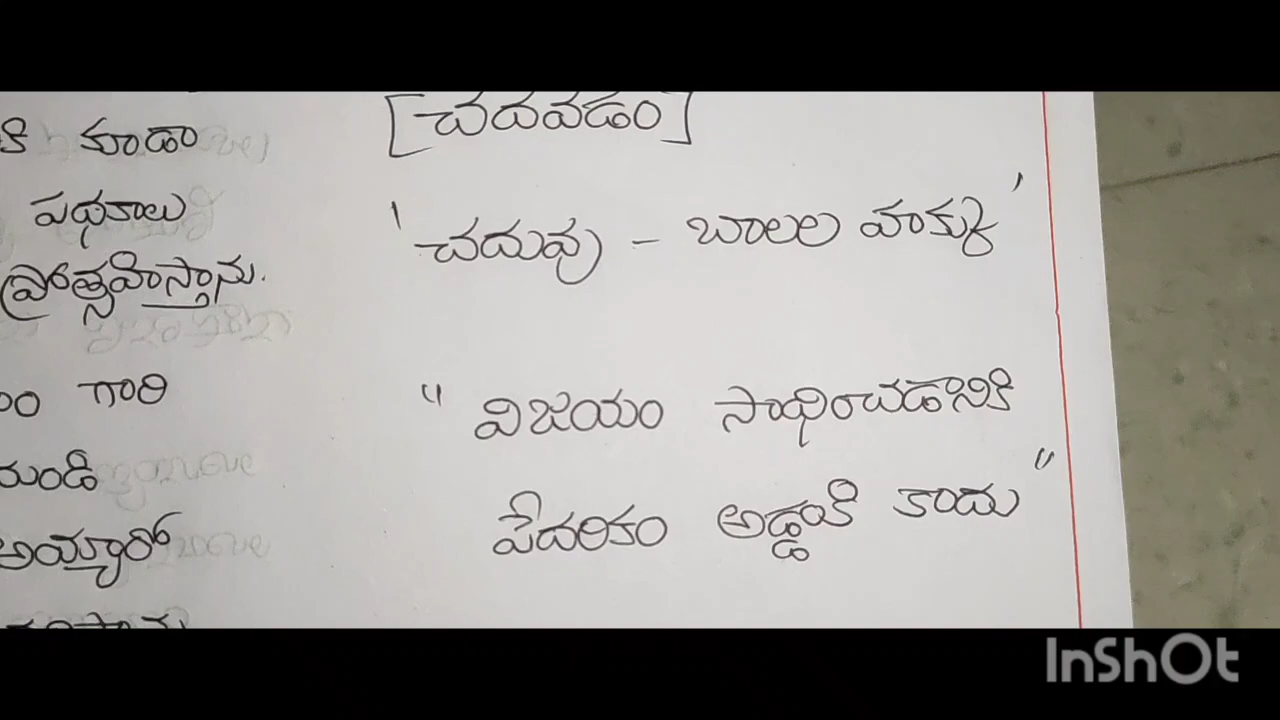 [చదవడం]
కి కూడా
'చదువు - బాలల హక్కు'
పథకాలు
ప్రోత్సహిస్తాను.
"విజయం సాధించడానికి
ం గారి
పేదరికం అడ్డంకి కాదు"
రుండి
అయ్యారో
InShOt